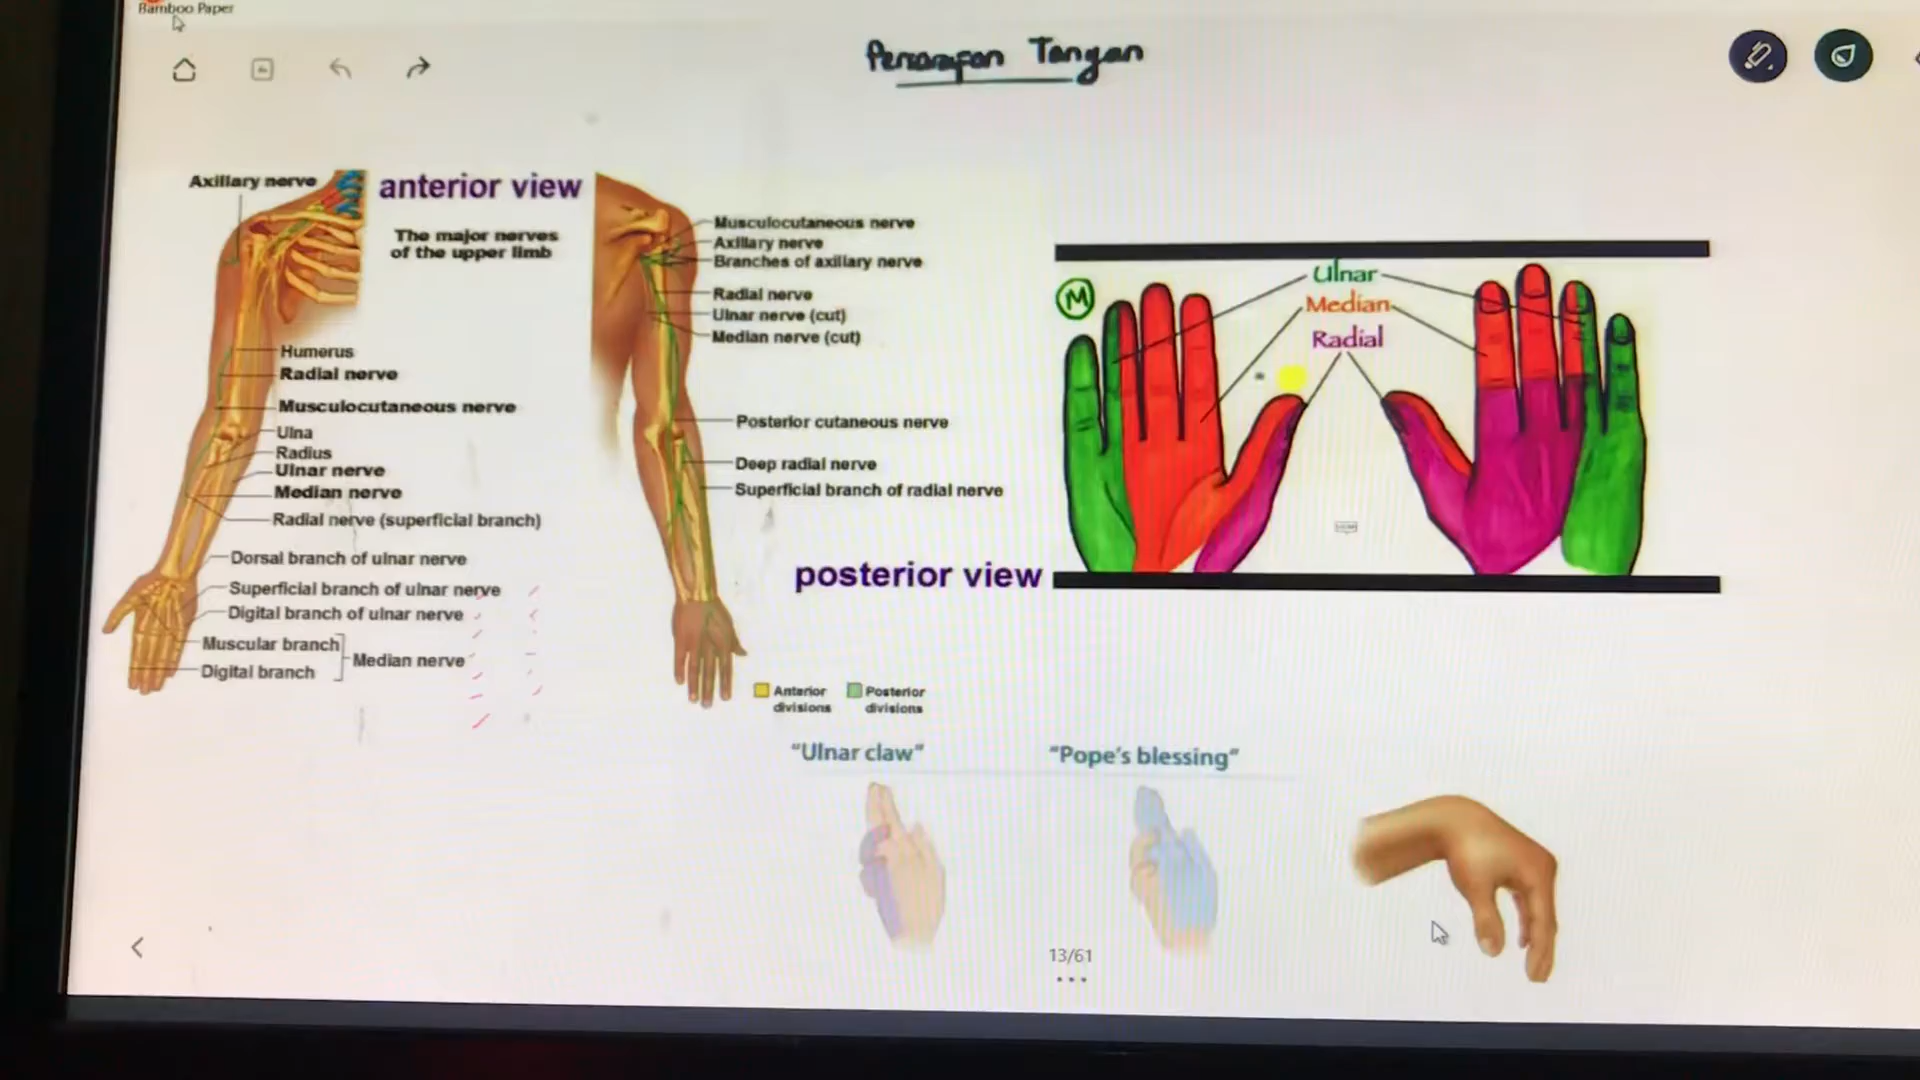 Bamboo Paper
Persarafan Tangan
Axillary nerve
anterior view
The major nerves
of the upper limb
Humerus
Radial nerve
Musculocutaneous nerve
Ulna
Radius
Ulnar nerve
Median nerve
Radial nerve (superficial branch)
Dorsal branch of ulnar nerve
Superficial branch of ulnar nerve
Digital branch of ulnar nerve
Muscular branch
Digital branch
Median nerve
Musculocutaneous nerve
Axillary nerve
Branches of axillary nerve
Radial nerve
Ulnar nerve (cut)
Median nerve (cut)
Posterior cutaneous nerve
Deep radial nerve
Superficial branch of radial nerve
posterior view
Anterior
divisions
Posterior
divisions
M
Ulnar
Median
Radial
"Ulnar claw"
"Pope's blessing"
13/61